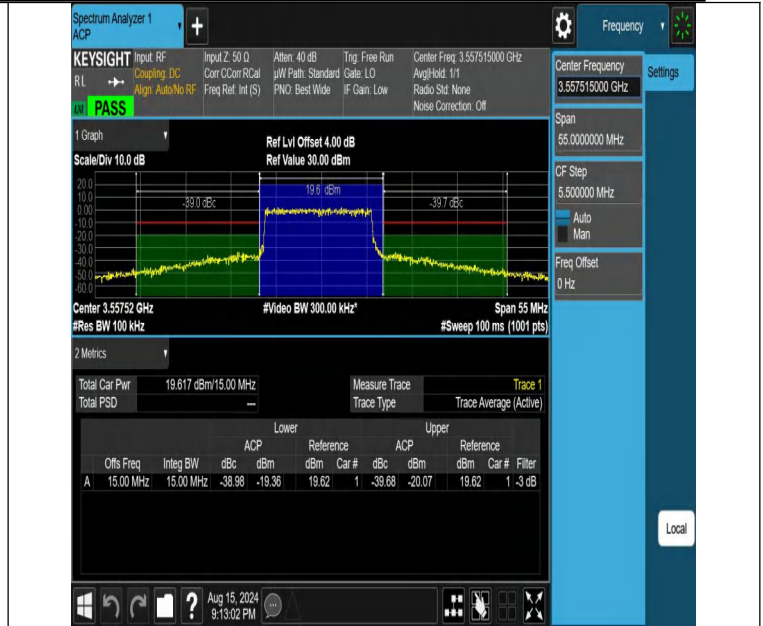 Spectrum Analyzer 1
ACP
+
Frequency
KEYSIGHT Input: RF Input Z: 50 Ω Atten: 40 dB Trig: Free Run Center Freq: 3.557515000 GHz
RL Coupling: DC Corr CCorr RCal µW Path: Standard Gate: LO Avg|Hold: 1/1
Align: Auto/No RF Freq Ref: Int (S) PNO: Best Wide IF Gain: Low Radio Std: None
PASS Noise Correction: Off
Center Frequency
3.557515000 GHz
Settings
Span
55.0000000 MHz
CF Step
5.500000 MHz
Auto
Man
Freq Offset
0 Hz
1 Graph
Ref Lvl Offset 4.00 dB
Scale/Div 10.0 dB Ref Value 30.00 dBm
20.0
10.0
0.00
-10.0
-20.0
-30.0
-40.0
-50.0
-60.0
-39.0 dBc 19.6 dBm -39.7 dBc
Center 3.55752 GHz #Video BW 300.00 kHz* Span 55 MHz
#Res BW 100 kHz #Sweep 100 ms (1001 pts)
2 Metrics
Total Car Pwr 19.617 dBm/15.00 MHz Measure Trace Trace 1
Total PSD --- Trace Type Trace Average (Active)
Lower Upper
ACP Reference ACP Reference
Offs Freq Integ BW dBc dBm dBm Car # dBc dBm dBm Car # Filter
A 15.00 MHz 15.00 MHz -38.98 -19.36 19.62 1 -39.68 -20.07 19.62 1 -3 dB
Local
? Aug 15, 2024
9:13:02 PM